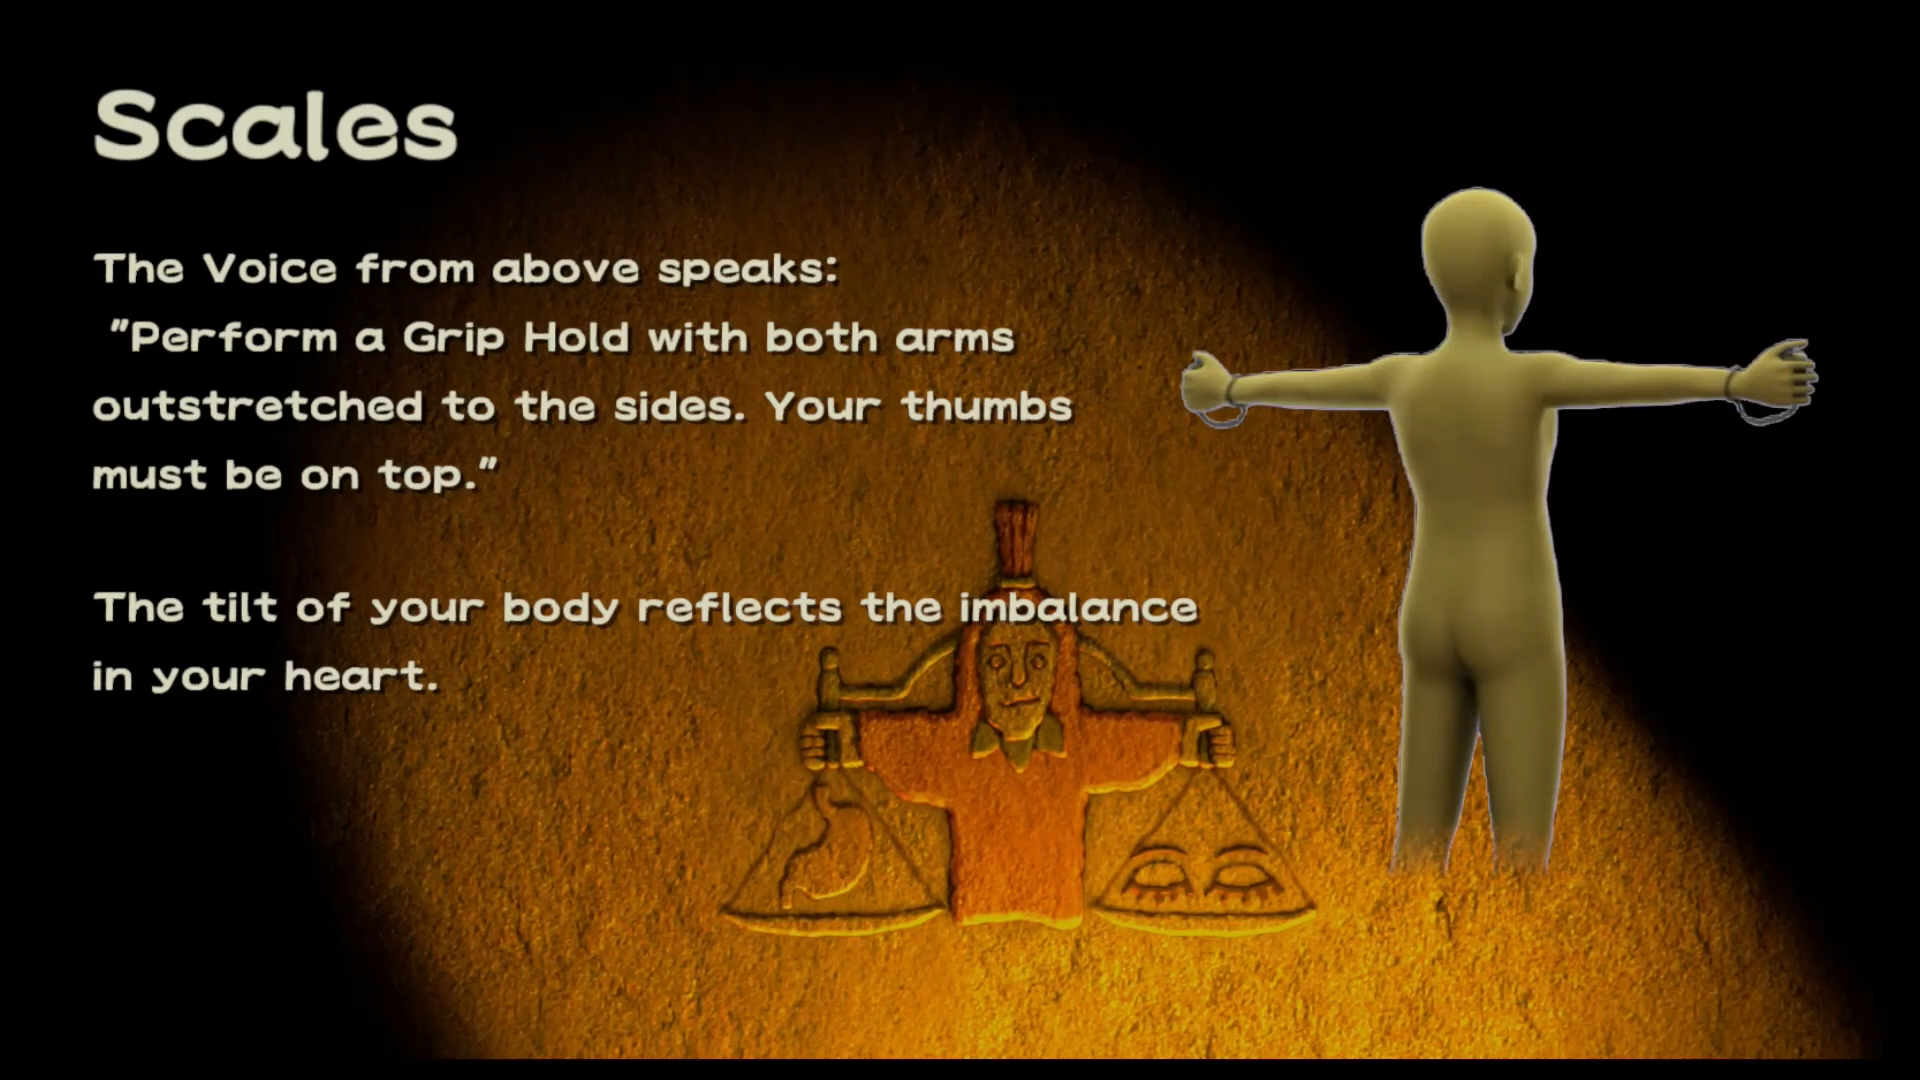 Scales
The Voice from above speaks:
"Perform a Grip Hold with both arms
outstretched to the sides. Your thumbs
must be on top."
The tilt of your body reflects the imbalance
in your heart.